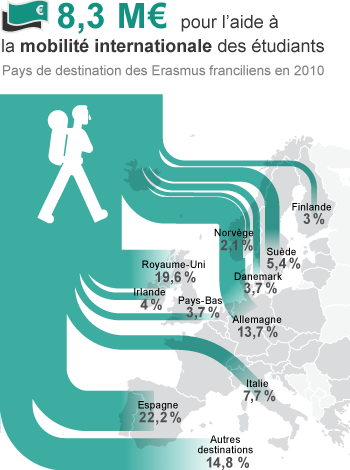 € 8,3 M€ pour l’aide à
la mobilité internationale des étudiants
Pays de destination des Erasmus franciliens en 2010
Finlande
3 %
Norvège
2,1 %
Suède
5,4 %
Royaume-Uni
19,6 %
Danemark
3,7 %
Irlande
4 %
Pays-Bas
3,7 %
Allemagne
13,7 %
Italie
7,7 %
Espagne
22,2 %
Autres
destinations
14,8 %